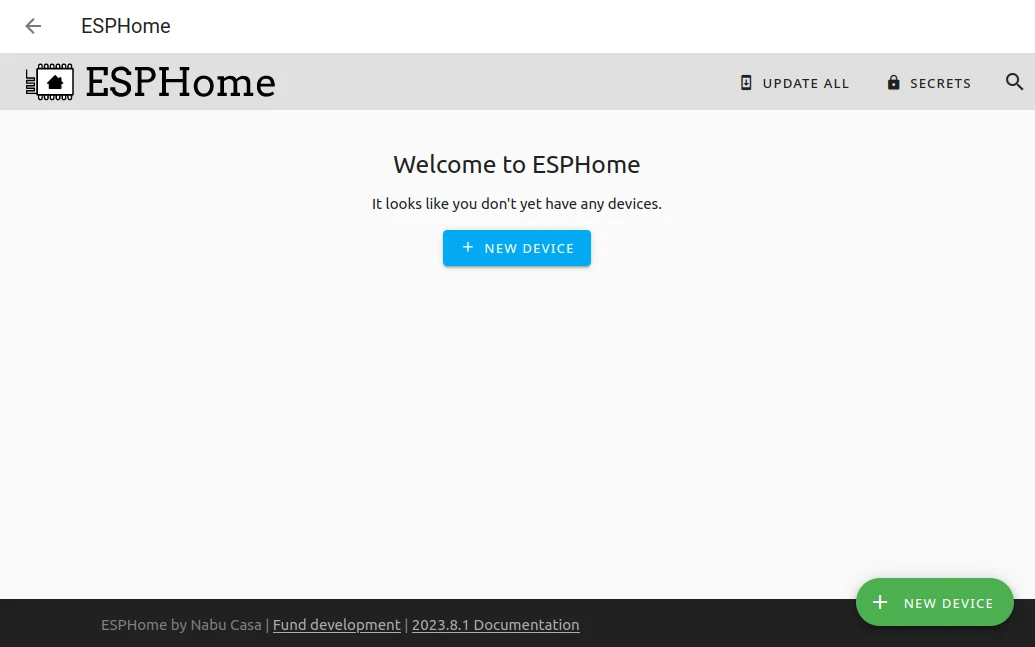 ESPHome
ESPHome
UPDATE ALL
SECRETS
Welcome to ESPHome
It looks like you don't yet have any devices.
+ NEW DEVICE
+ NEW DEVICE
ESPHome by Nabu Casa | Fund development | 2023.8.1 Documentation